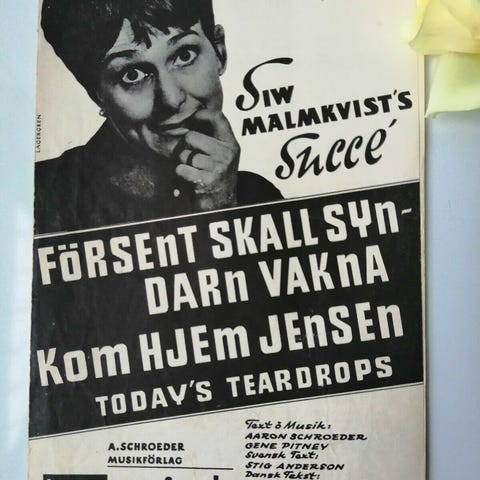 LAGERGREN
SIW
MALMKVIST'S
Succé
FÖRSENT SKALL SYN-
DARN VAKNA
KOM HJEM JENSEN
TODAY'S TEARDROPS
A. SCHROEDER
MUSIKFÖRLAG
Text & Musik:
AARON SCHROEDER
GENE PITNEY
Svensk Text:
STIG ANDERSON
Dansk Tekst: